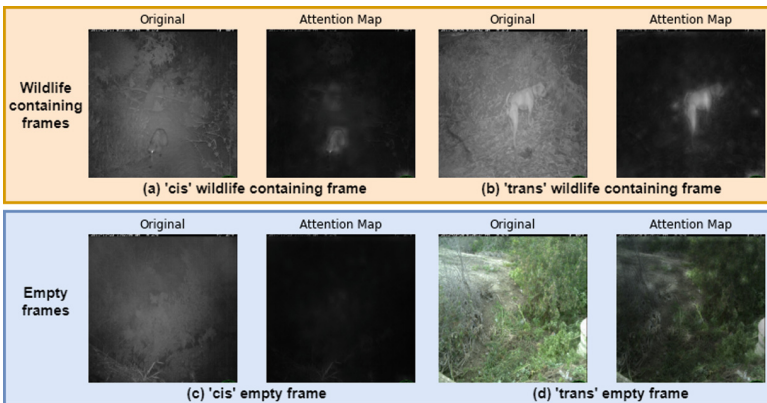 Original Attention Map Original Attention Map
Wildlife
containing
frames
(a) 'cis' wildlife containing frame (b) 'trans' wildlife containing frame
Original Attention Map Original Attention Map
Empty
frames
(c) 'cis' empty frame (d) 'trans' empty frame